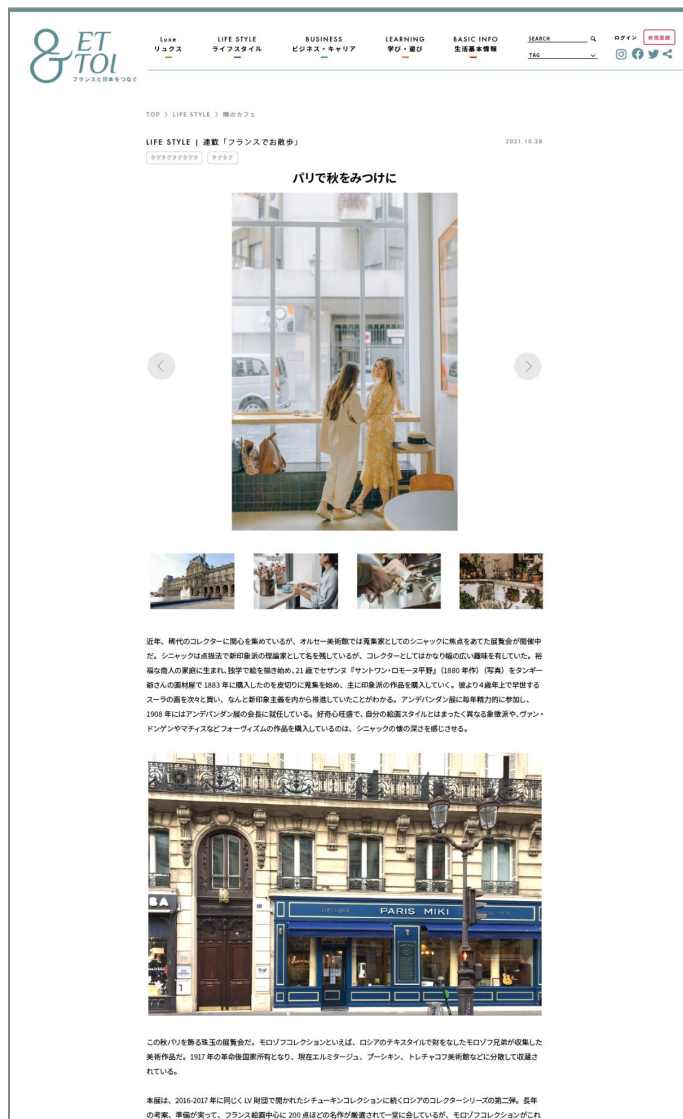 & ET
TOI
フランスと日本をつなぐ
Luxe
リュクス
LIFE STYLE
ライフスタイル
BUSINESS
ビジネス・キャリア
LEARNING
学び・遊び
BASIC INFO
生活基本情報
SEARCH
TAG
ログイン 新規登録
TOP 〉 LIFE STYLE 〉 隣のカフェ
LIFE STYLE | 連載「フランスでお散歩」
2021.10.28
タグタグタグタグタ タグタグ
パリで秋をみつけに
近年、稀代のコレクターに関心を集めているが、オルセー美術館では蒐集家としてのシニャックに焦点をあてた展覧会が開催中
だ。シニャックは点描法で新印象派の理論家として名を残しているが、コレクターとしてはかなり幅の広い趣味を有していた。裕
福な商人の家庭に生まれ、独学で絵を描き始め、21 歳でセザンヌ『サントワン・ロモーヌ平野』(1880 年作)(写真) をタンギー
爺さんの画材屋で 1883 年に購入したのを皮切りに蒐集を始め、主に印象派の作品を購入していく。彼より4歳年上で早世する
スーラの画を次々と買い、なんと新印象主義を内から推進していたことがわかる。アンデパンダン展に毎年精力的に参加し、
1908 年にはアンデパンダン展の会長に就任している。好奇心旺盛で、自分の絵画スタイルとはまったく異なる象徴派や、ヴァン・
ドンゲンやマチィスなどフォーヴィズムの作品を購入しているのは、シニャックの懐の深さを感じさせる。
BA
PARIS MIKI
1
この秋パリを飾る珠玉の展覧会だ。モロゾフコレクションといえば、ロシアのテキスタイルで財をなしたモロゾフ兄弟が収集した
美術作品だ。1917 年の革命後国家所有となり、現在エルミタージュ、プーシキン、トレチャコフ美術館などに分散して収蔵さ
れている。
本展は、2016-2017 年に同じく LV 財団で開かれたシチューキンコレクションに続くロシアのコレクターシリーズの第二弾。長年
の考案、準備が実って、フランス絵画中心に 200 点ほどの名作が厳選されて一堂に会しているが、モロゾフコレクションがこれ